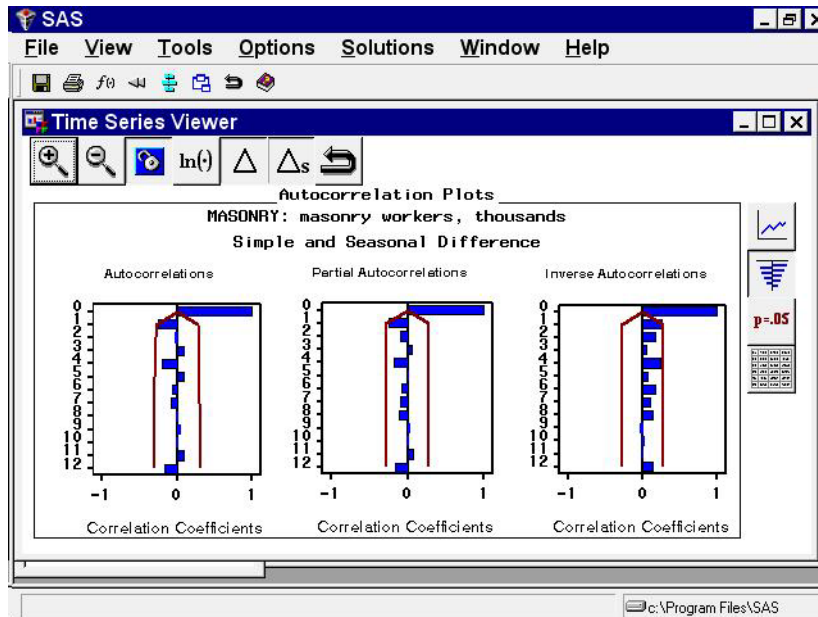 SAS
File View Tools Options Solutions Window Help
f()
Time Series Viewer
ln(·) Δ Δs
Autocorrelation Plots
MASONRY: masonry workers, thousands
Simple and Seasonal Difference
Autocorrelations Partial Autocorrelations Inverse Autocorrelations
0 0 0
1 1 1
2 2 2
3 3 3
4 4 4
5 5 5
6 6 6
7 7 7
8 8 8
9 9 9
10 10 10
11 11 11
12 12 12
-1 0 1 -1 0 1 -1 0 1
Correlation Coefficients Correlation Coefficients Correlation Coefficients
p=.05
c:\Program Files\SAS